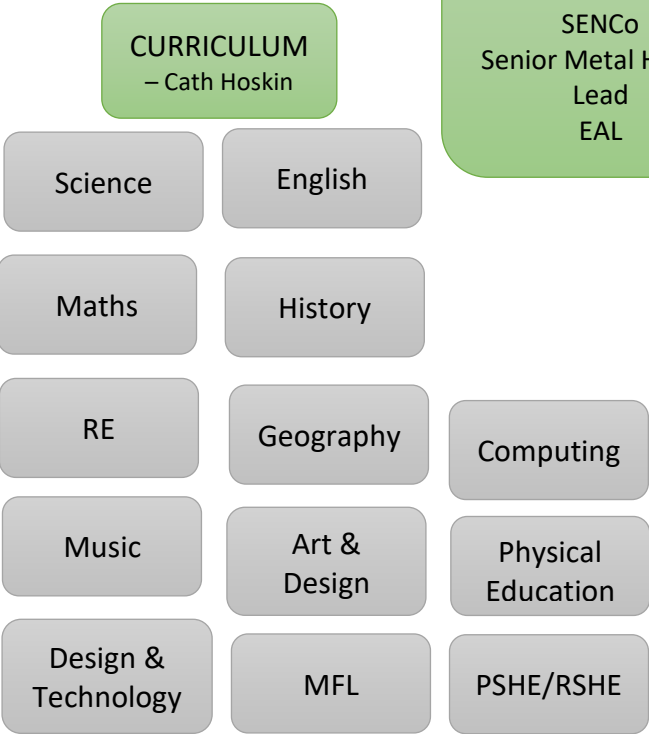 CURRICULUM
– Cath Hoskin
SENCo
Senior Metal
Lead
EAL
Science
English
Maths
History
RE
Geography
Computing
Music
Art &
Design
Physical
Education
Design &
Technology
MFL
PSHE/RSHE